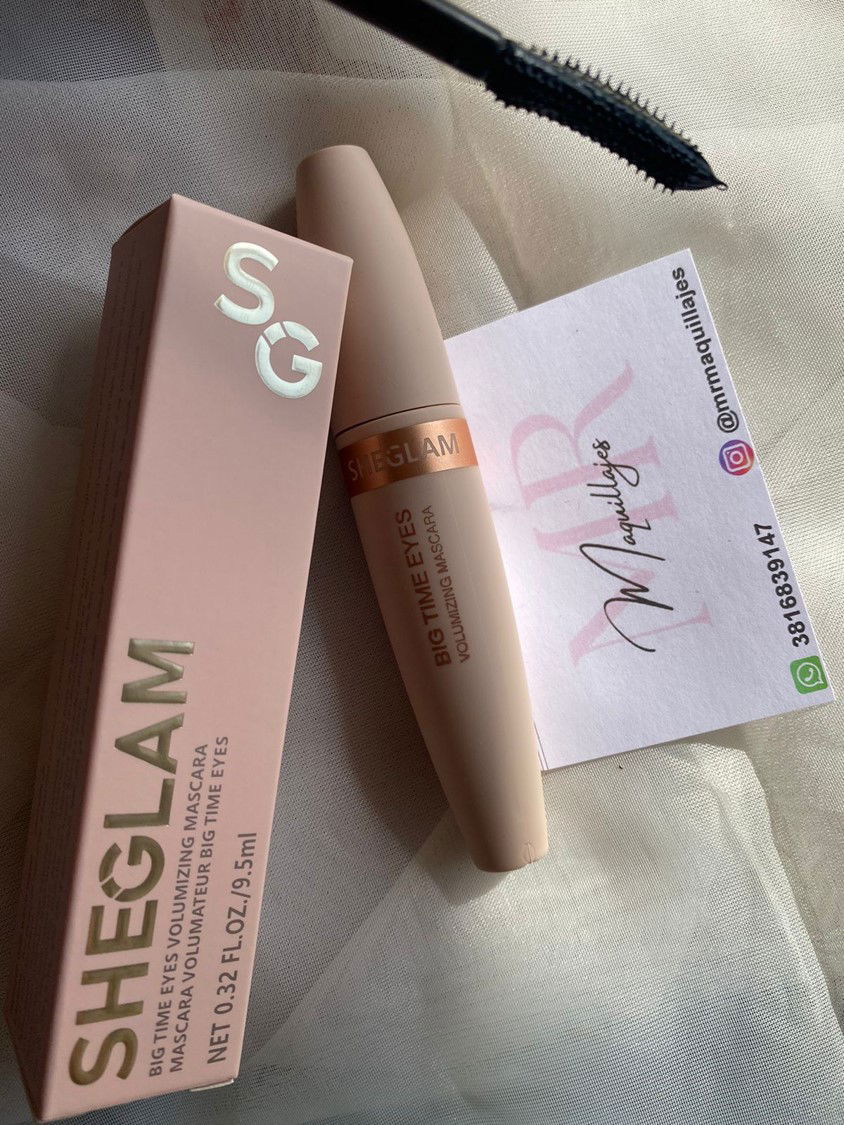 SG
SHEGLAM
BIG TIME EYES VOLUMIZING MASCARA
MASCARA VOLUMATEUR BIG TIME EYES
NET 0.32 FL.OZ./9.5ml
SHEGLAM
BIG TIME EYES
VOLUMIZING MASCARA
MR
Maquillajes
@mrmaquillajes
3816839147